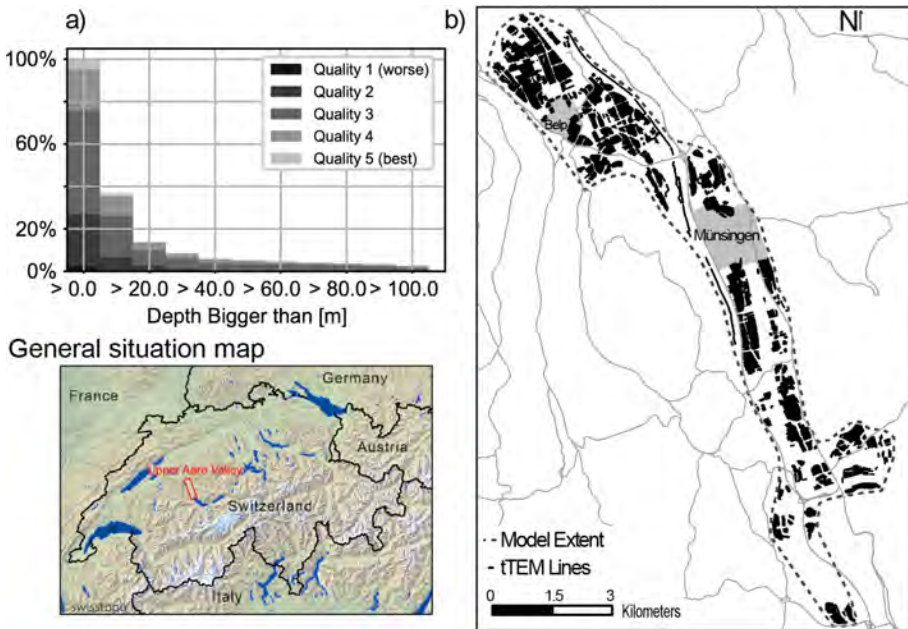 a)
100%
60%
20%
0%
Quality 1 (worse)
Quality 2
Quality 3
Quality 4
Quality 5 (best)
> 0.0 > > 20.0 > > 40.0 > > 60.0 > > 80.0 > > 100.0
Depth Bigger than [m]
General situation map
France
Germany
Austria
Upper Aare Valley
Switzerland
Italy
©swisstopo
b)
N
Belp
Münsingen
Model Extent
tTEM Lines
0 1.5 3 Kilometers